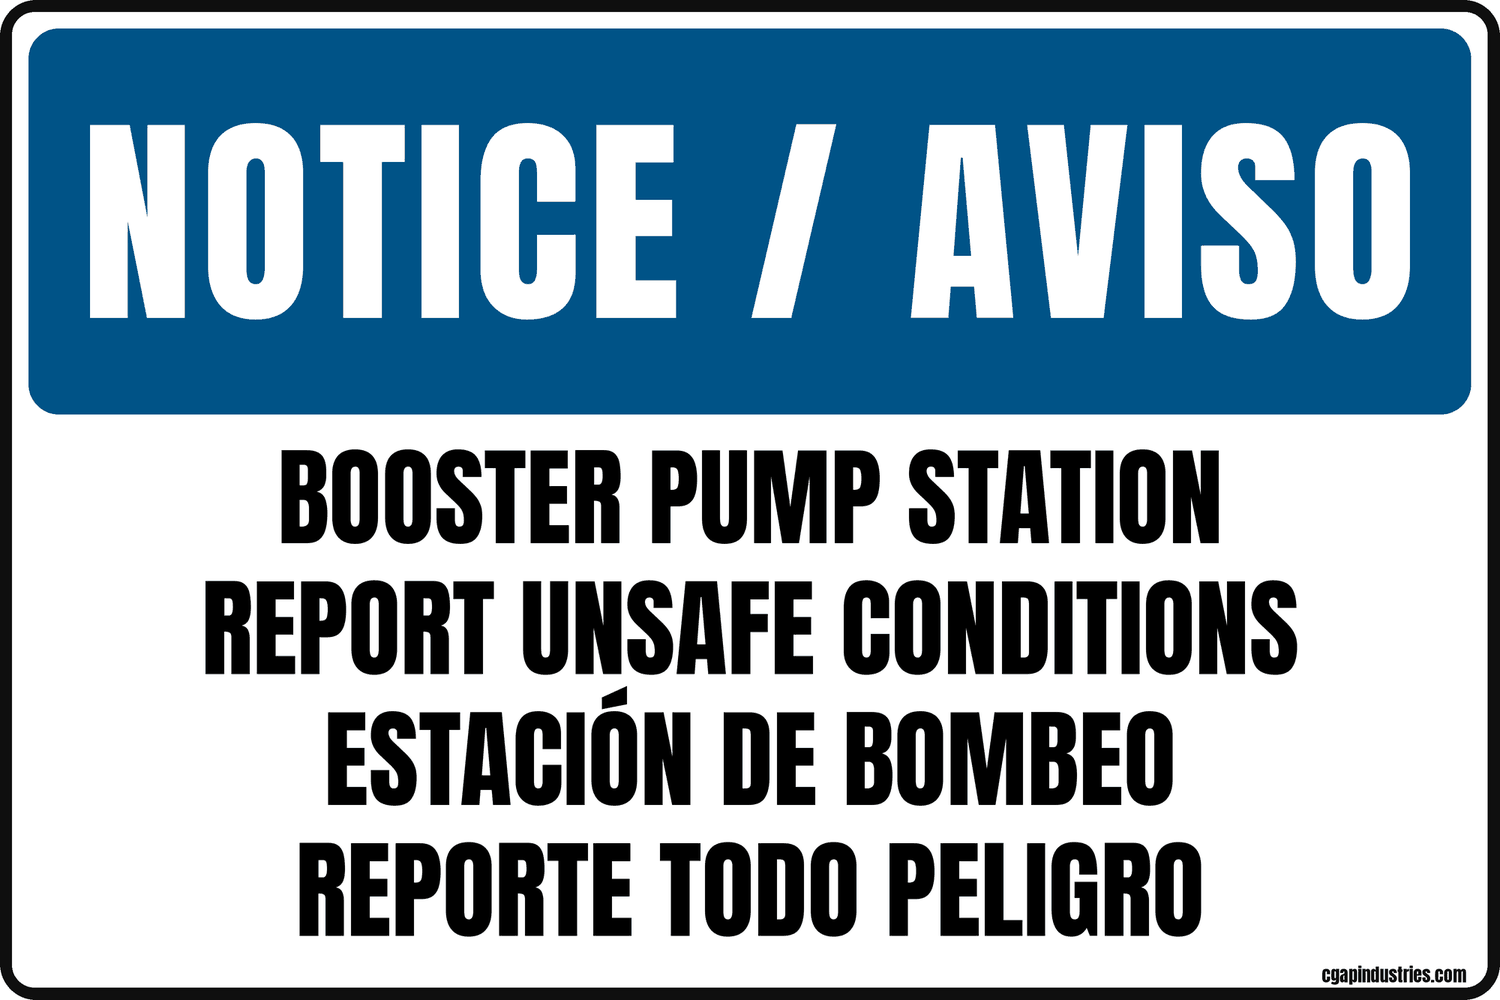 NOTICE / AVISO
BOOSTER PUMP STATION
REPORT UNSAFE CONDITIONS
ESTACIÓN DE BOMBEO
REPORTE TODO PELIGRO
cgapindustries.com